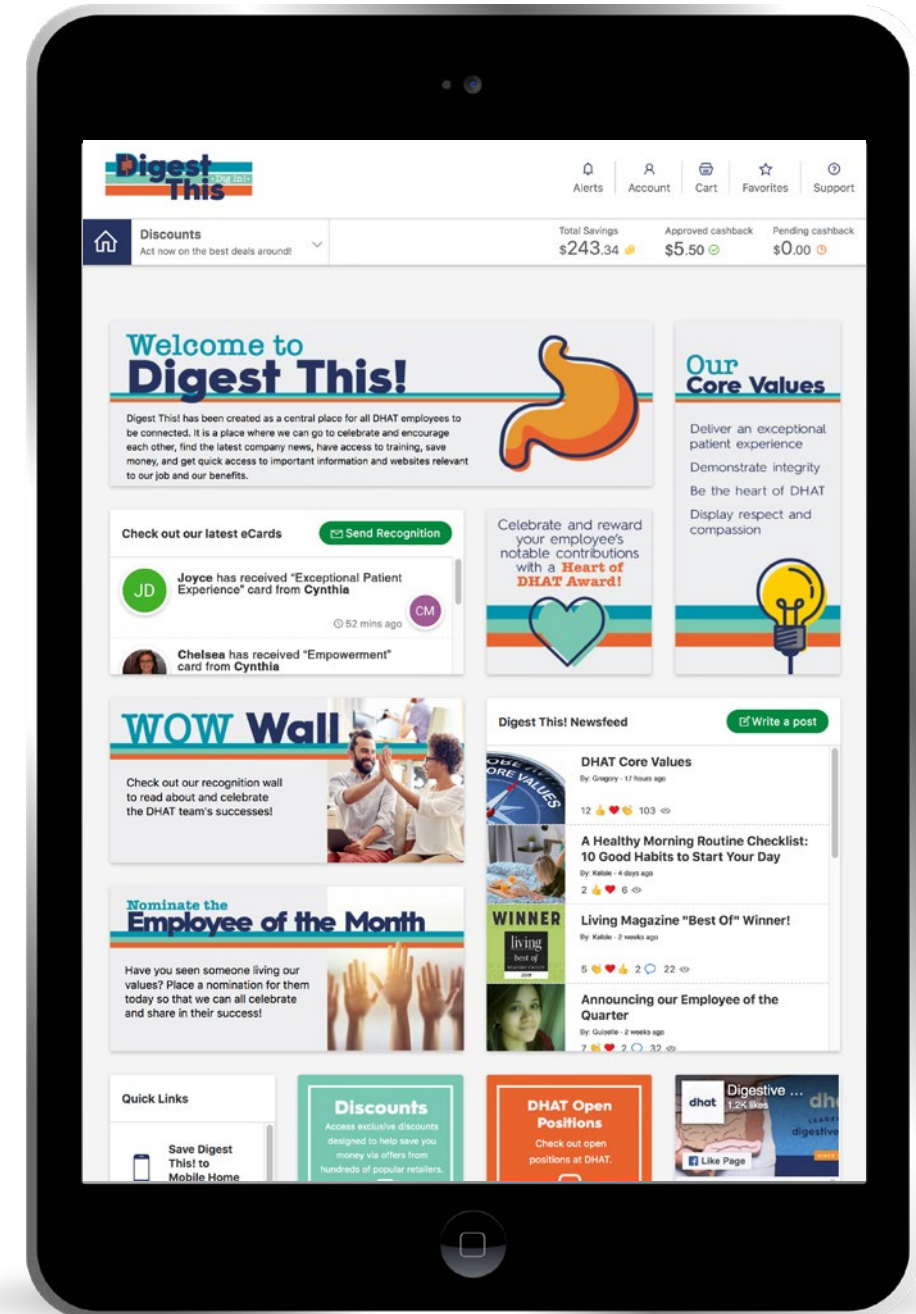 Digest
• Dig In! •
This
Alerts
Account
Cart
Favorites
Support
Discounts
Act now on the best deals around!
Total Savings
$243.34
Approved cashback
$5.50
Pending cashback
$0.00
Welcome to
Digest This!
Digest This! has been created as a central place for all DHAT employees to
be connected. It is a place where we can go to celebrate and encourage
each other, find the latest company news, have access to training, save
money, and get quick access to important information and websites relevant
to our job and our benefits.
Our
Core Values
Deliver an exceptional
patient experience
Demonstrate integrity
Be the heart of DHAT
Display respect and
compassion
Check out our latest eCards
Send Recognition
JD
Joyce has received “Exceptional Patient
Experience” card from Cynthia
CM
52 mins ago
Chelsea has received “Empowerment”
card from Cynthia
Celebrate and reward
your employee's
notable contributions
with a Heart of
DHAT Award!
WOW Wall
Check out our recognition wall
to read about and celebrate
the DHAT team's successes!
Nominate the
Employee of the Month
Have you seen someone living our
values? Place a nomination for them
today so that we can all celebrate
and share in their success!
Digest This! Newsfeed
Write a post
CORE VALUES
DHAT Core Values
By: Gregory - 17 hours ago
12 103
A Healthy Morning Routine Checklist:
10 Good Habits to Start Your Day
By: Kelsie - 4 days ago
2 6
WINNER
living
best of
Living Magazine "Best Of" Winner!
By: Kelsie - 2 weeks ago
5 2 22
Announcing our Employee of the
Quarter
By: Guiselle - 2 weeks ago
7 2 32
Quick Links
Save Digest
This! to
Mobile Home
Discounts
Access exclusive discounts
designed to help save you
money via offers from
hundreds of popular retailers.
DHAT Open
Positions
Check out open
positions at DHAT.
dhat
Digestive ...
1.2K likes
Like Page